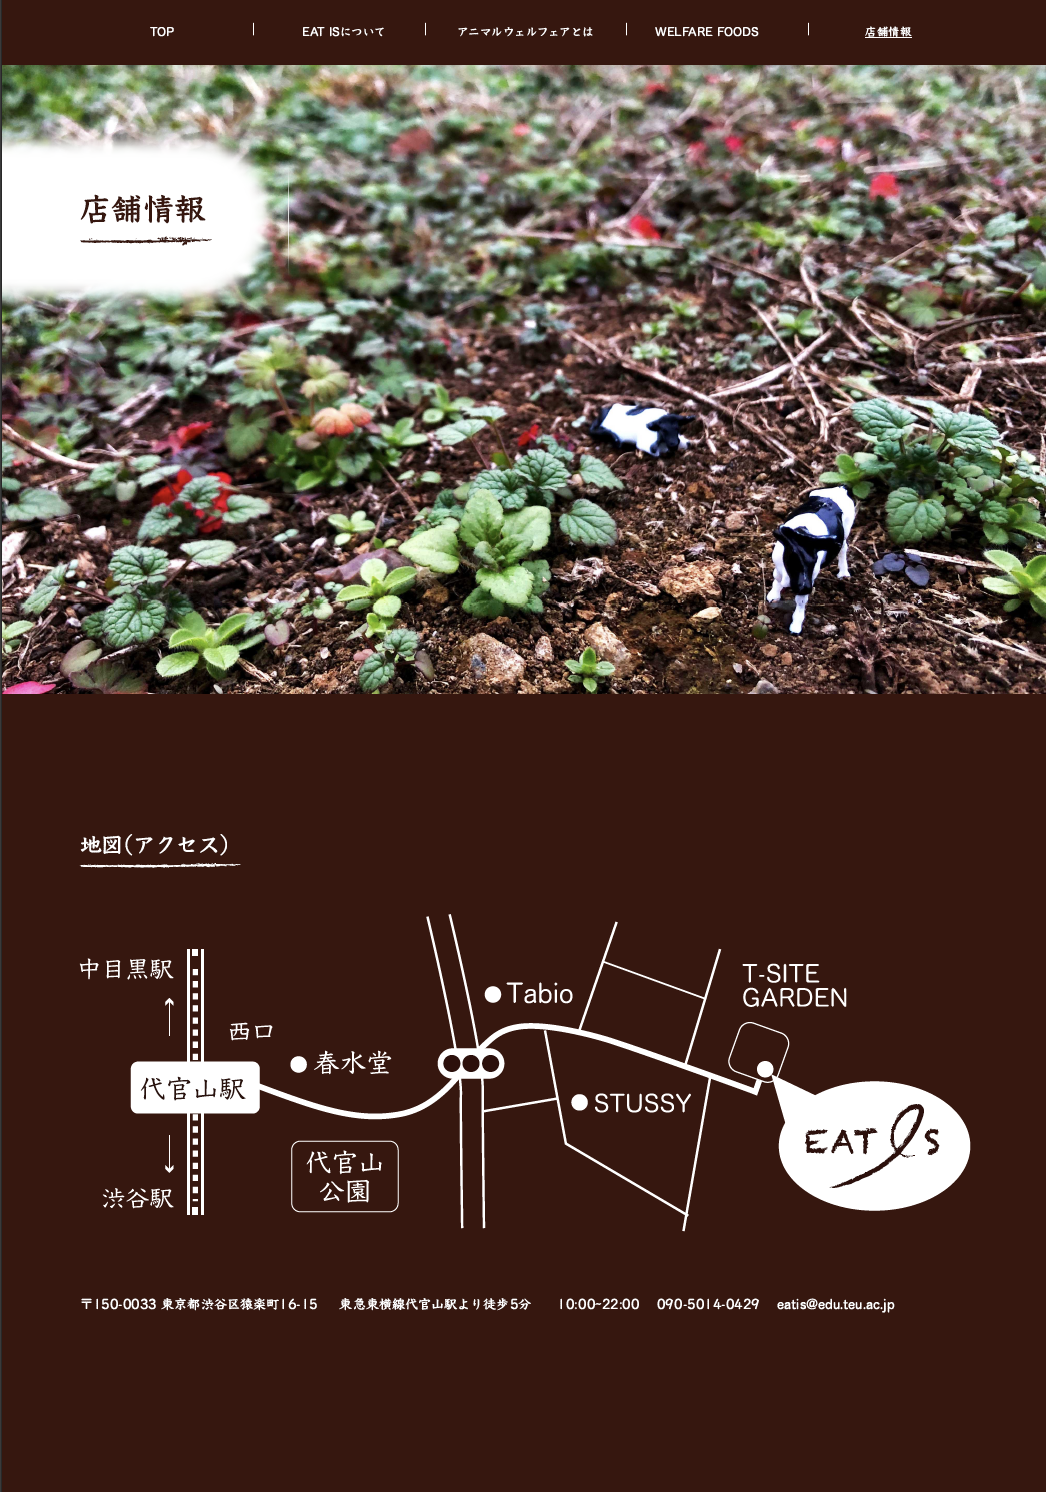 TOP
EAT ISについて
アニマルウェルフェアとは
WELFARE FOODS
店舗情報
店舗情報
地図(アクセス)
中目黒駅
西口
代官山駅
渋谷駅
春水堂
代官山
公園
Tabio
STUSSY
T-SITE
GARDEN
EAT IS
〒150-0033 東京都渋谷区猿楽町16-15 東急東横線代官山駅より徒歩5分 10:00~22:00 090-5014-0429 eatis@edu.teu.ac.jp